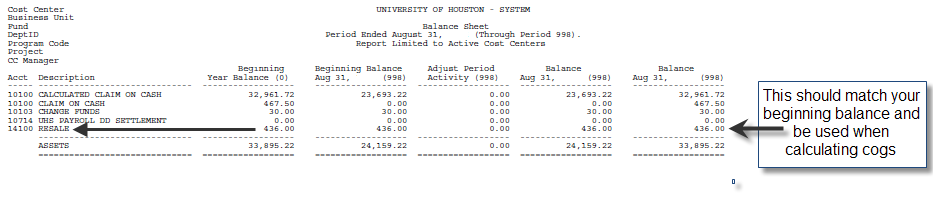 Cost Center UNIVERSITY OF HOUSTON - SYSTEM
Business Unit
Fund Balance Sheet
DeptID Period Ended August 31, (Through Period 998).
Program Code Report Limited to Active Cost Centers
Project
CC Manager
Beginning Beginning Balance Adjust Period Balance Balance
Acct Description Year Balance (0) Aug 31, (998) Activity (998) Aug 31, (998) Aug 31, (998)
10100 CALCULATED CLAIM ON CASH 32,961.72 23,693.22 0.00 23,693.22 32,961.72
10100 CLAIM ON CASH 467.50 0.00 0.00 0.00 467.50
10103 CHANGE FUNDS 30.00 30.00 0.00 30.00 30.00
10714 UHS PAYROLL DD SETTLEMENT 0.00 0.00 0.00 0.00 0.00
14100 RESALE 436.00 436.00 0.00 436.00 436.00
ASSETS 33,895.22 24,159.22 0.00 24,159.22 33,895.22
This should match your
beginning balance and
be used when
calculating cogs